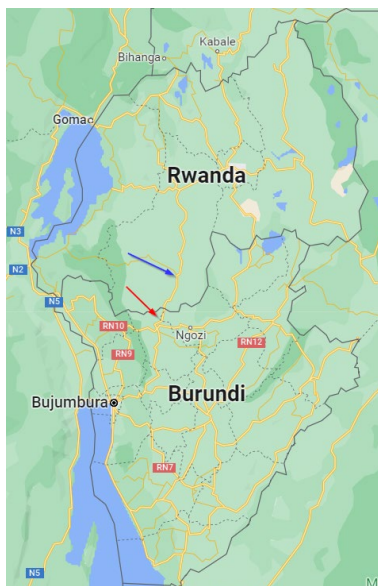 Kabale
Bihanga
Goma
Rwanda
N3
N2
N5
RN10
Ngozi
RN9
RN12
Burundi
Bujumbura
RN7
N5
M